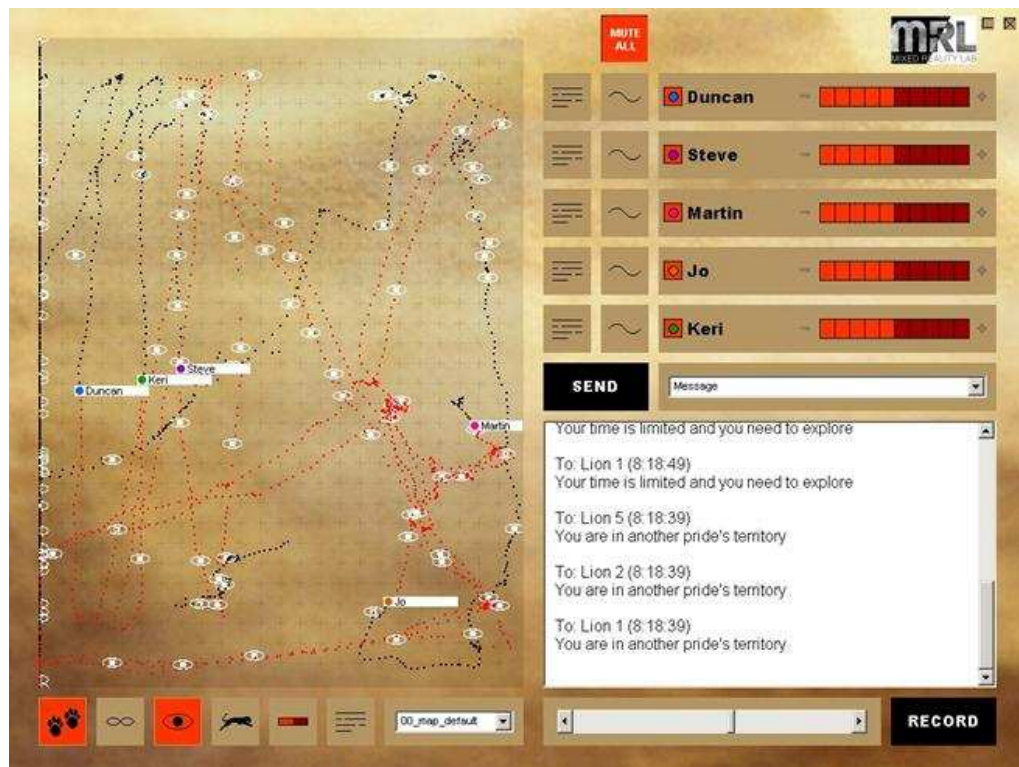 MUTE
ALL
MRL
MIXED REALITY LAB
Duncan
Steve
Martin
Jo
Keri
Steve
Keri
Duncan
Martin
Jo
SEND
Message
Your time is limited and you need to explore
To: Lion 1 (8:18:49)
Your time is limited and you need to explore
To: Lion 5 (8:18:39)
You are in another pride's territory
To: Lion 2 (8:18:39)
You are in another pride's territory
To: Lion 1 (8:18:39)
You are in another pride's territory
00_map_default
RECORD